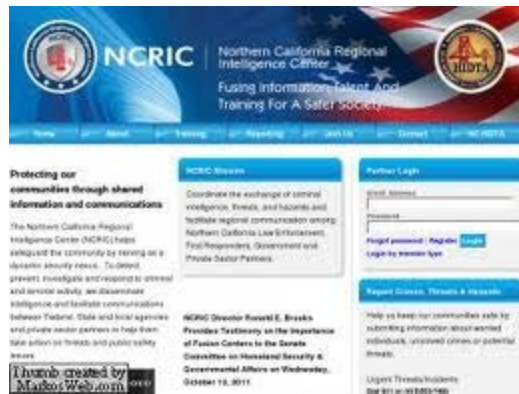 NCRIC
Northern California Regional
Intelligence Center
Fusing Information, Talent And
Training For A Safer Society
HIDTA
Home About Training Reporting Join Us Contact NC HIDTA
Protecting our
communities through shared
information and communications
The Northern California Regional
Intelligence Center (NCRIC) helps
safeguard the community by serving as a
dynamic security nexus. To detect,
prevent, investigate and respond to criminal
and terrorist activity, we disseminate
intelligence and facilitate communications
between Federal, State and local agencies
and private sector partners to help them
take action on threats and public safety
issues.
Thumb created by
MarkosWeb.com
NCRIC Mission
Coordinate the exchange of criminal
intelligence, threats, and hazards and
facilitate regional communication among
Northern California Law Enforcement,
First Responders, Government and
Private Sector Partners.
NCRIC Director Ronald E. Brooks
Provides Testimony on the Importance
of Fusion Centers to the Senate
Committee on Homeland Security &
Governmental Affairs on Wednesday,
October 12, 2011
Partner Login
Email Address
Password
Forgot password | Register Login
Login by member type
Report Crimes, Threats & Hazards
Help us keep our communities safe by
submitting information about wanted
individuals, unsolved crimes or potential
threats.
Urgent Threats/Incidents:
Dial 911 or